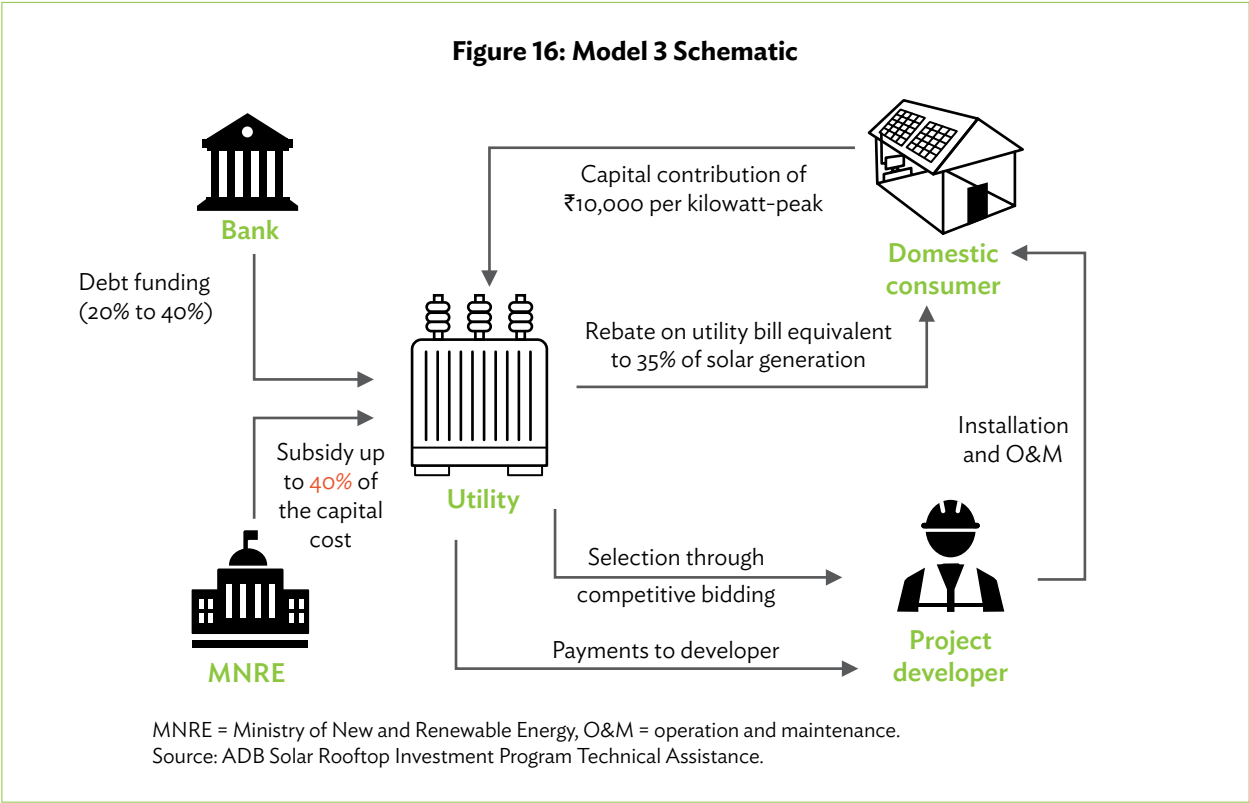 Figure 16: Model 3 Schematic
Capital contribution of
₹10,000 per kilowatt-peak
Bank
Domestic
consumer
Debt funding
(20% to 40%)
Rebate on utility bill equivalent
to 35% of solar generation
Installation
and O&M
Subsidy up
to 40% of
the capital
cost
Utility
Selection through
competitive bidding
Payments to developer
Project
developer
MNRE
MNRE = Ministry of New and Renewable Energy, O&M = operation and maintenance.
Source: ADB Solar Rooftop Investment Program Technical Assistance.